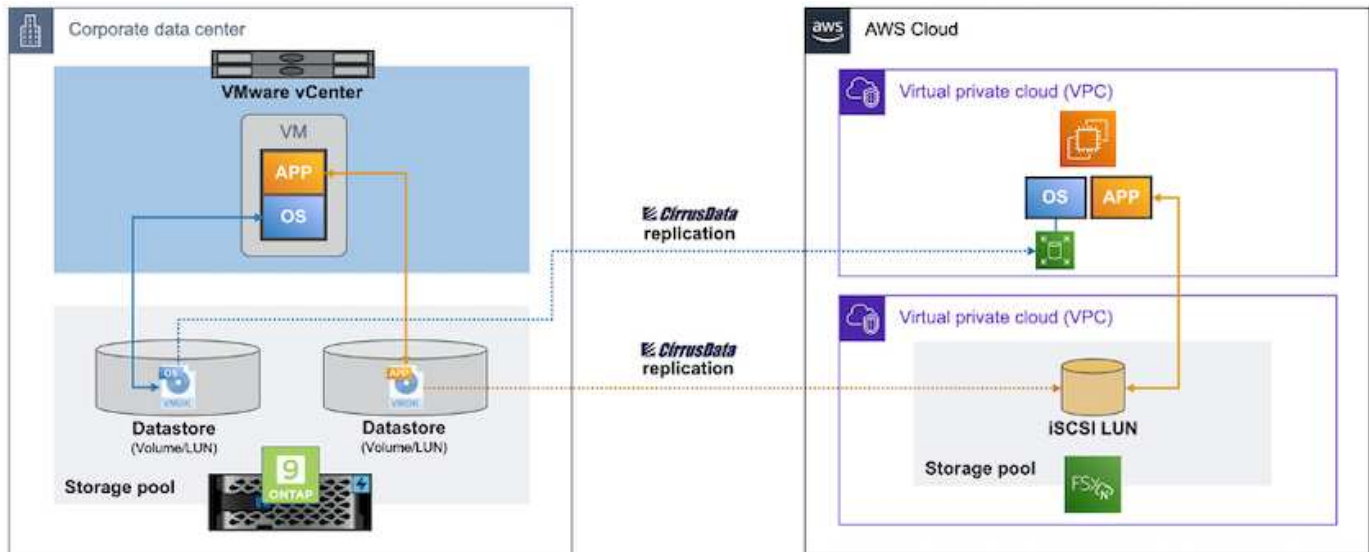 Corporate data center
VMware vCenter
VM
APP
OS
OS
VMDK
APP
VMDK
Datastore
(Volume/LUN)
Datastore
(Volume/LUN)
Storage pool
9
ONTAP
CirrusData
replication
CirrusData
replication
aws
AWS Cloud
Virtual private cloud (VPC)
OS
APP
Virtual private cloud (VPC)
iSCSI LUN
Storage pool
FSx
N